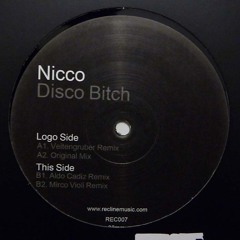 Nicco
Disco Bitch
Logo Side
A1. Veitengruber Remix
A2. Original Mix
This Side
B1. Aldo Cadiz Remix
B2. Mirco Violi Remix
www.reclinemusic.com
REC007